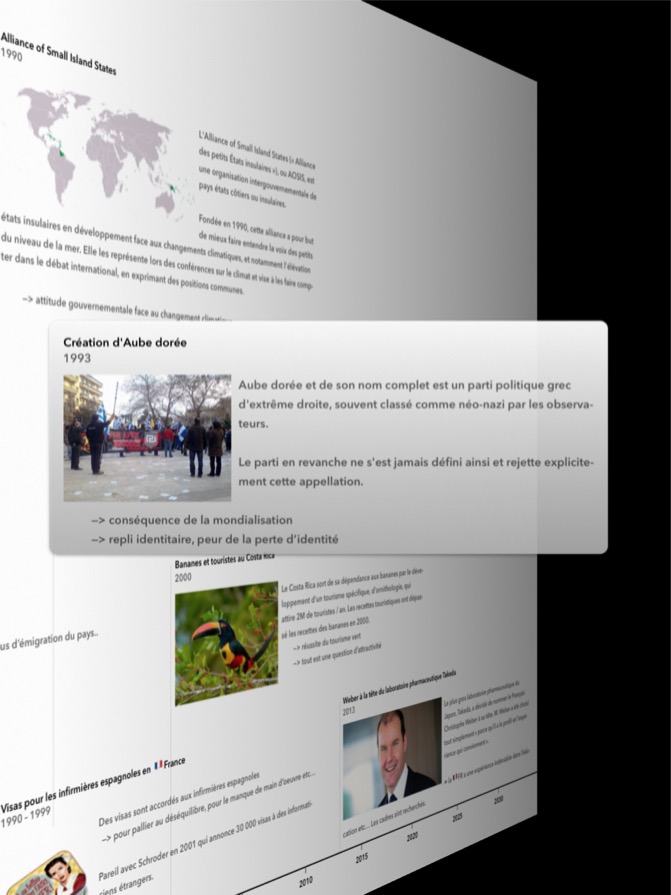 Alliance of Small Island States
1990
L'Alliance of Small Island States (« Alliance
des petits États insulaires »), ou AOSIS, est
une organisation intergouvernementale de
pays états côtiers ou insulaires.
Fondée en 1990, cette alliance a pour but
de mieux faire entendre la voix des petits
états insulaires en développement face aux changements climatiques, et notamment l'élévation
du niveau de la mer. Elle les représente lors des conférences sur le climat et vise à les faire comp-
ter dans le débat international, en exprimant des positions communes.
–> attitude gouvernementale face au changement
Création d'Aube dorée
1993
Aube dorée et de son nom complet est un parti politique grec
d'extrême droite, souvent classé comme néo-nazi par les observa-
teurs.
Le parti en revanche ne s'est jamais défini ainsi et rejette explicite-
ment cette appellation.
–> conséquence de la mondialisation
–> repli identitaire, peur de la perte d'identité
Bananes et touristes au Costa Rica
2000
Le Costa Rica sort de sa dépendance aux bananes par le déve-
loppement d'un tourisme spécifique, d'ornithologie, qui
attire 2M de touristes / an. Les recettes touristiques ont dépas-
sé les recettes des bananes en 2000.
–> réussite du tourisme vert
–> tout est une question d'attractivité
us d'émigration du pays..
Weber à la tête du laboratoire pharmaceutique Takeda
2013
Le plus gros laboratoire pharmaceutique du
Japon, Takeda, a décidé de nommer le Français
Christophe Weber à sa tête. M. Weber a été choisi
tout simplement « parce qu'il a le profil et l'expé-
rience qui conviennent ».
a une expérience indéniable dans
cation etc... Les cadres sont recherchés.
Visas pour les infirmières espagnoles en France
1990 - 1999
Des visas sont accordés aux infirmières espagnoles
–> pour pallier au déséquilibre, pour le manque de main d'oeuvre etc...
Pareil avec Schroder en 2001 qui annonce 30 000 visas à des informati-
ciens étrangers.
2010
2015
2020
2025
2030